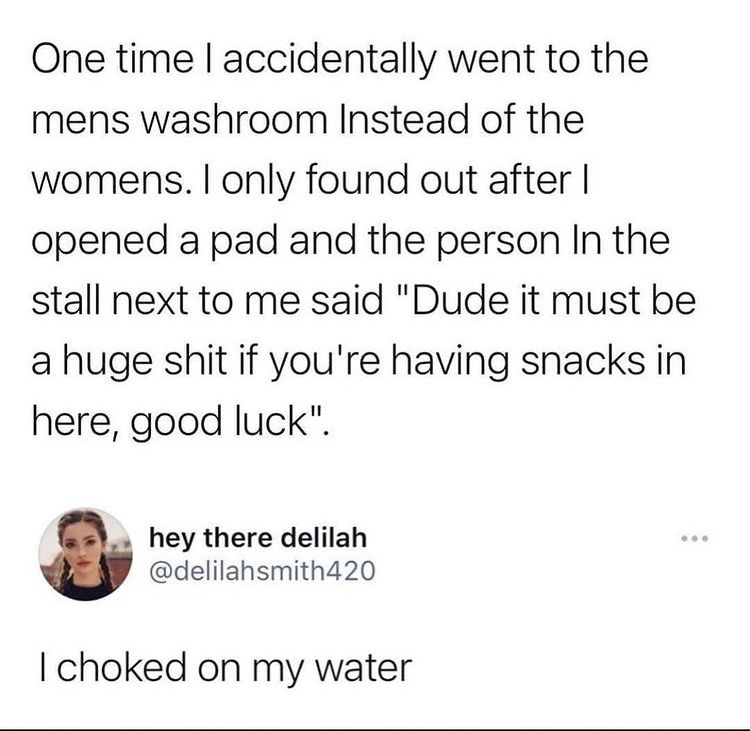 One time I accidentally went to the
mens washroom Instead of the
womens. I only found out after I
opened a pad and the person In the
stall next to me said "Dude it must be
a huge shit if you're having snacks in
here, good luck".
hey there delilah
@delilahsmith420
I choked on my water